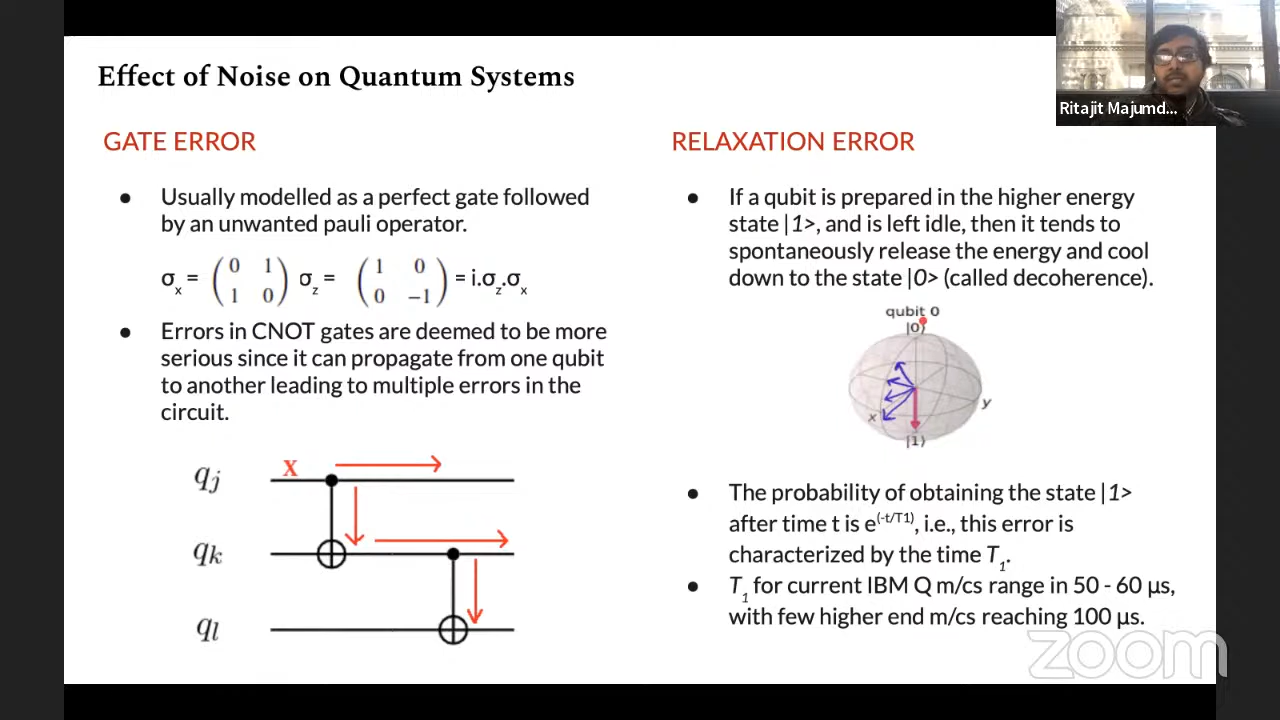 Effect of Noise on Quantum Systems
Ritajit Majumd...
GATE ERROR
● Usually modelled as a perfect gate followed
by an unwanted pauli operator.
σx = ( 0 1 ) σz = ( 1 0 ) = i.σz.σx
( 1 0 ) ( 0 −1 )
● Errors in CNOT gates are deemed to be more
serious since it can propagate from one qubit
to another leading to multiple errors in the
circuit.
qj X
qk
ql
RELAXATION ERROR
● If a qubit is prepared in the higher energy
state |1>, and is left idle, then it tends to
spontaneously release the energy and cool
down to the state |0> (called decoherence).
qubit 0
|0⟩
x y
|1⟩
● The probability of obtaining the state |1>
after time t is e(-t/T1), i.e., this error is
characterized by the time T1.
● T1 for current IBM Q m/cs range in 50 - 60 µs,
with few higher end m/cs reaching 100 µs.
zoom